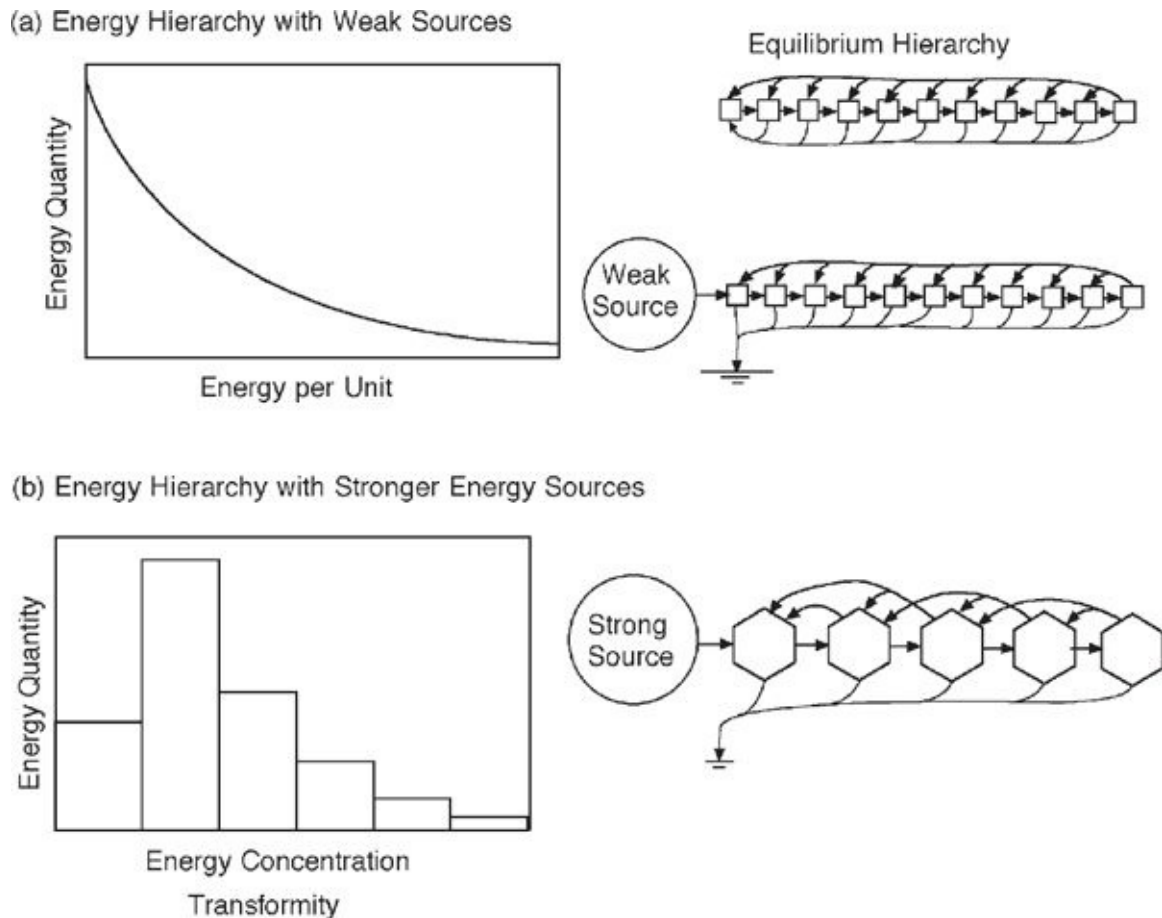 (a) Energy Hierarchy with Weak Sources
Equilibrium Hierarchy
Energy Quantity
Energy per Unit
Weak
Source
(b) Energy Hierarchy with Stronger Energy Sources
Energy Quantity
Energy Concentration
Transformity
Strong
Source